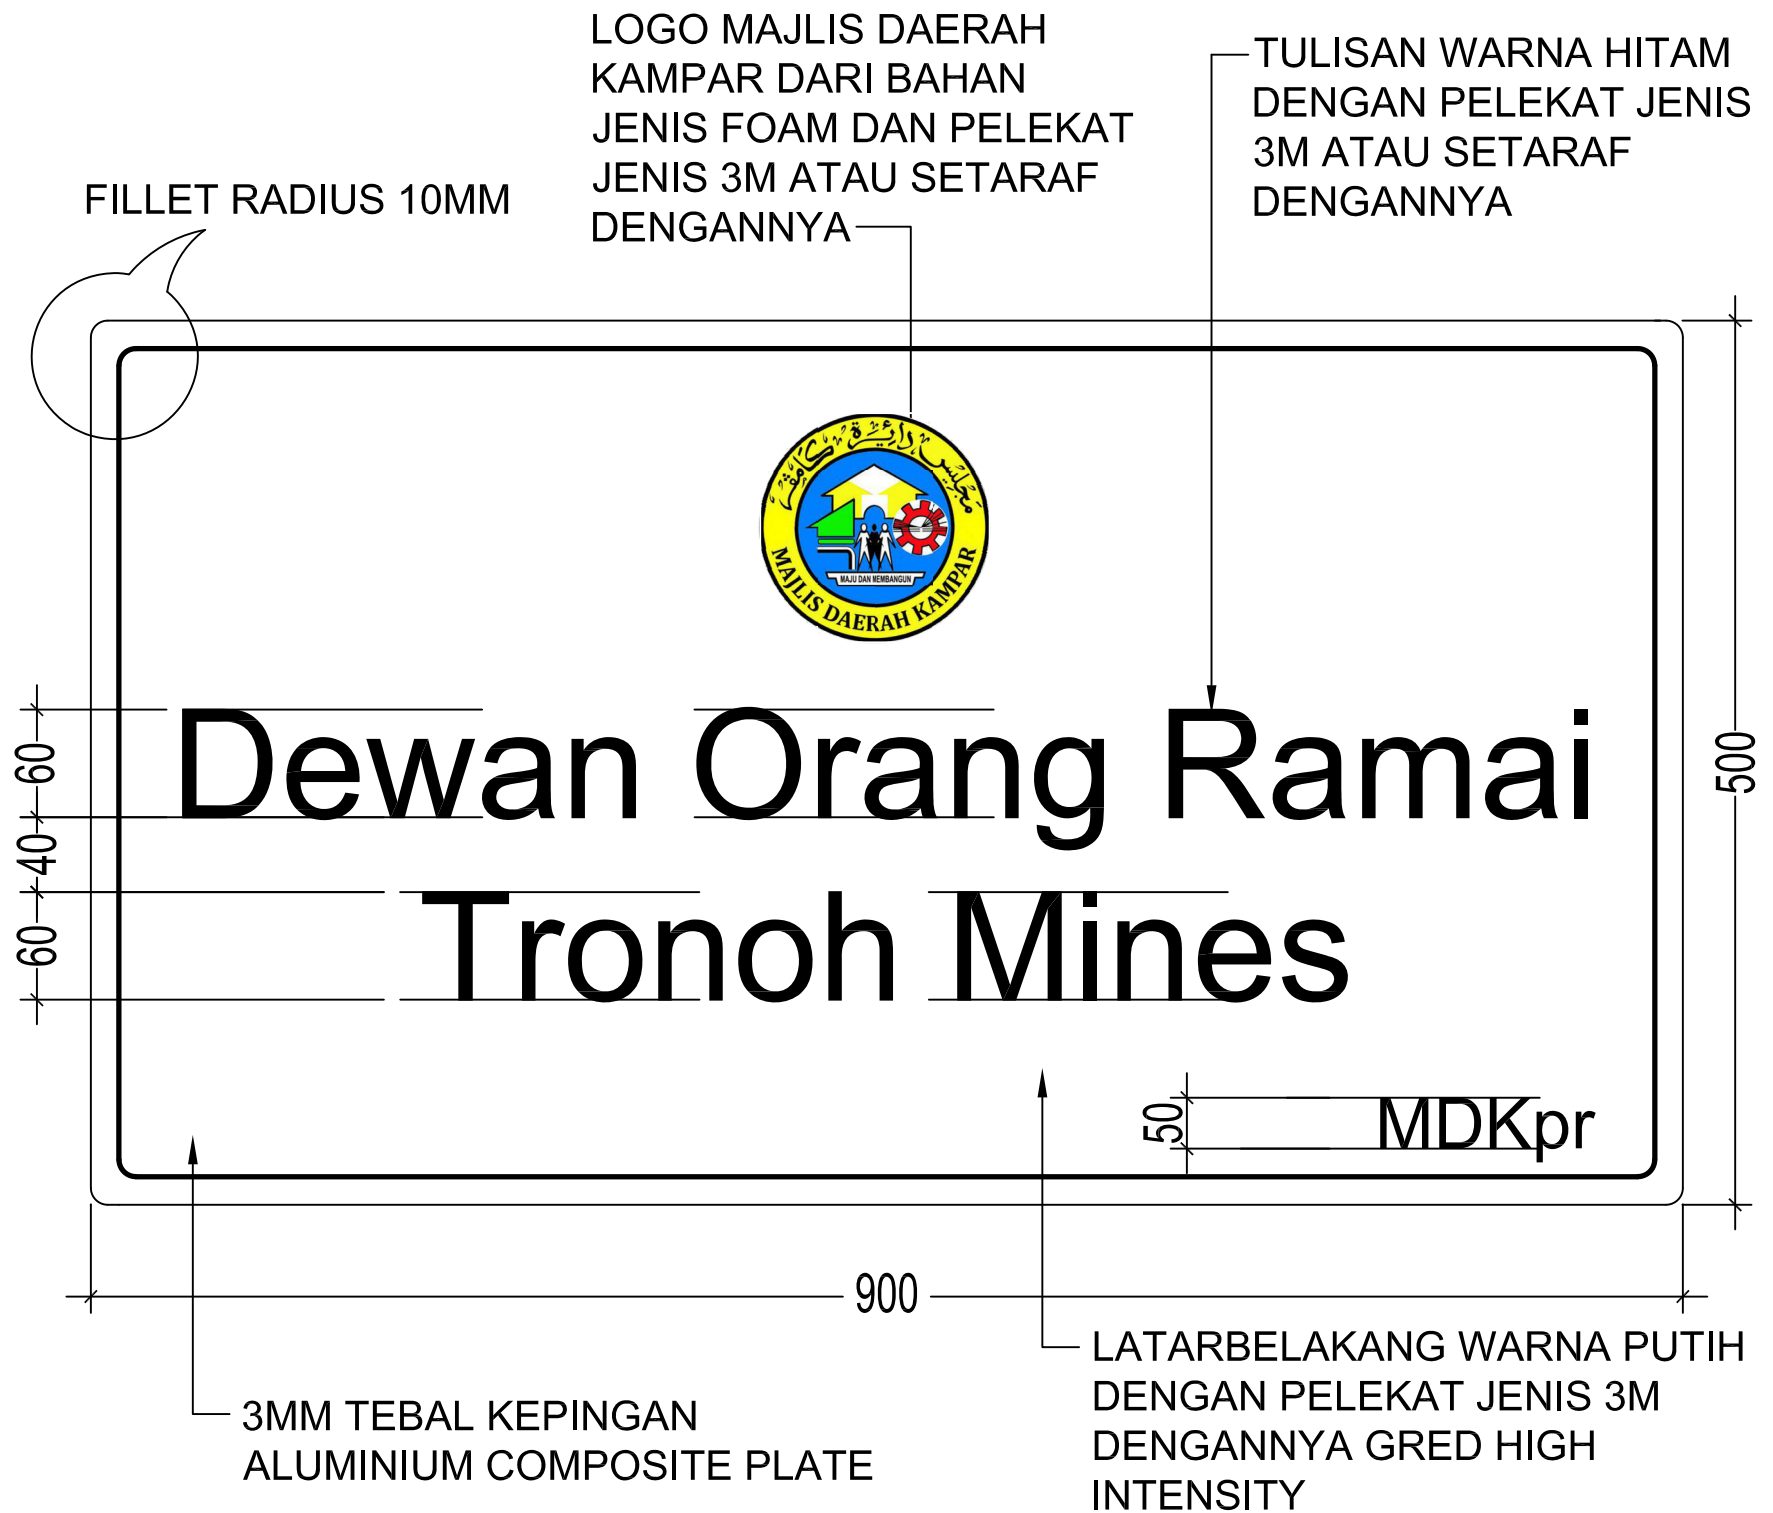 LOGO MAJLIS DAERAH
KAMPAR DARI BAHAN
JENIS FOAM DAN PELEKAT
JENIS 3M ATAU SETARAF
DENGANNYA
TULISAN WARNA HITAM
DENGAN PELEKAT JENIS
3M ATAU SETARAF
DENGANNYA
FILLET RADIUS 10MM
مجليس دائيرة كامڤر
MAJU DAN MEMBANGUN
MAJLIS DAERAH KAMPAR
60
Dewan Orang Ramai
500
40
60
Tronoh Mines
50
MDKpr
900
3MM TEBAL KEPINGAN
ALUMINIUM COMPOSITE PLATE
LATARBELAKANG WARNA PUTIH
DENGAN PELEKAT JENIS 3M
DENGANNYA GRED HIGH
INTENSITY